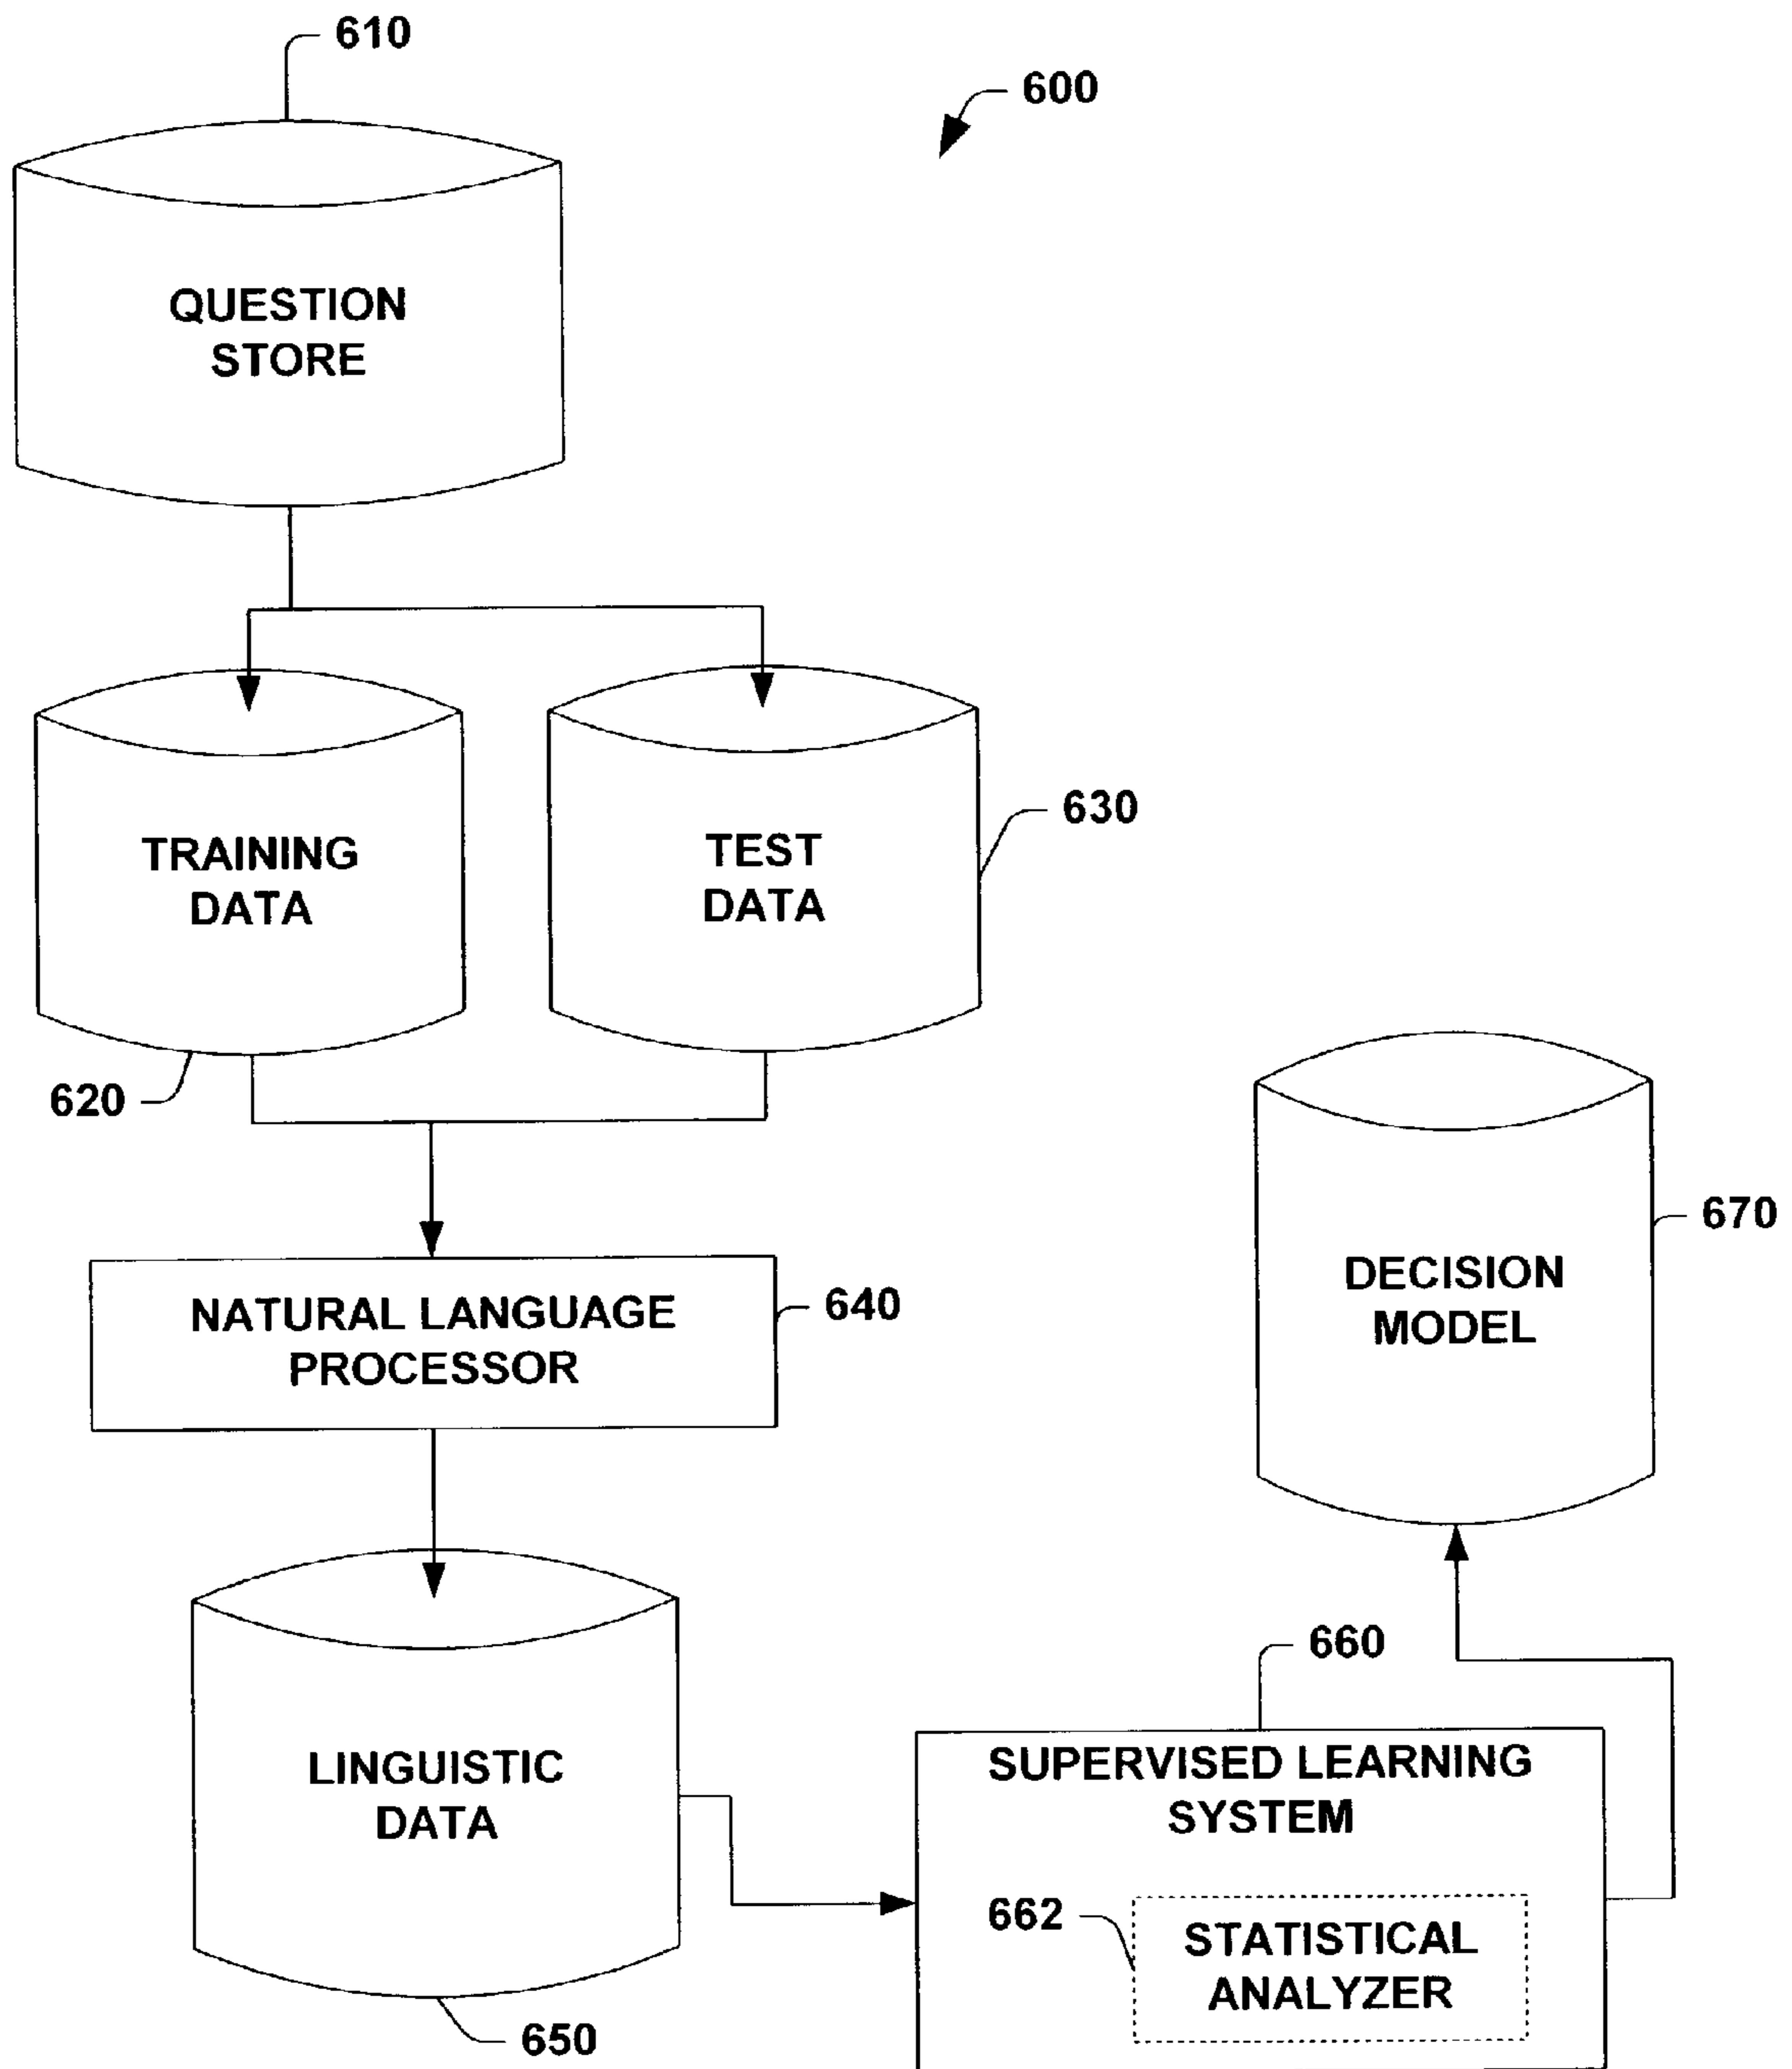 610
600
QUESTION
STORE
TRAINING
DATA
TEST
DATA
630
620
NATURAL LANGUAGE
PROCESSOR
640
DECISION
MODEL
670
LINGUISTIC
DATA
650
660
SUPERVISED LEARNING
SYSTEM
662
STATISTICAL
ANALYZER